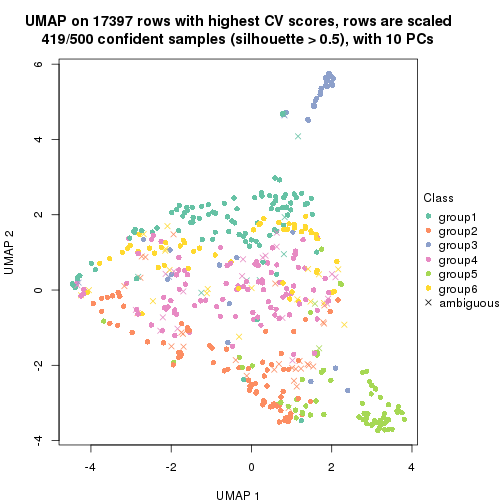 UMAP on 17397 rows with highest CV scores, rows are scaled
419/500 confident samples (silhouette > 0.5), with 10 PCs
6
4
2
0
-2
-4
UMAP 2
-4
-2
0
2
4
UMAP 1
Class
group1
group2
group3
group4
group5
group6
ambiguous